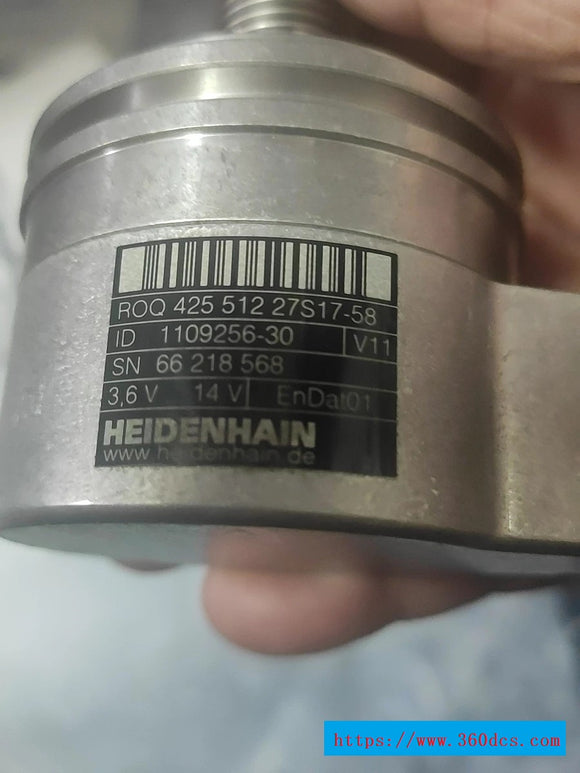 ROQ 425 512 27S17-58
ID 1109256-30 V11
SN 66 218 568
3,6 V 14 V EnDat01
HEIDENHAIN
www.heidenhain.de
https://www.360dcs.com